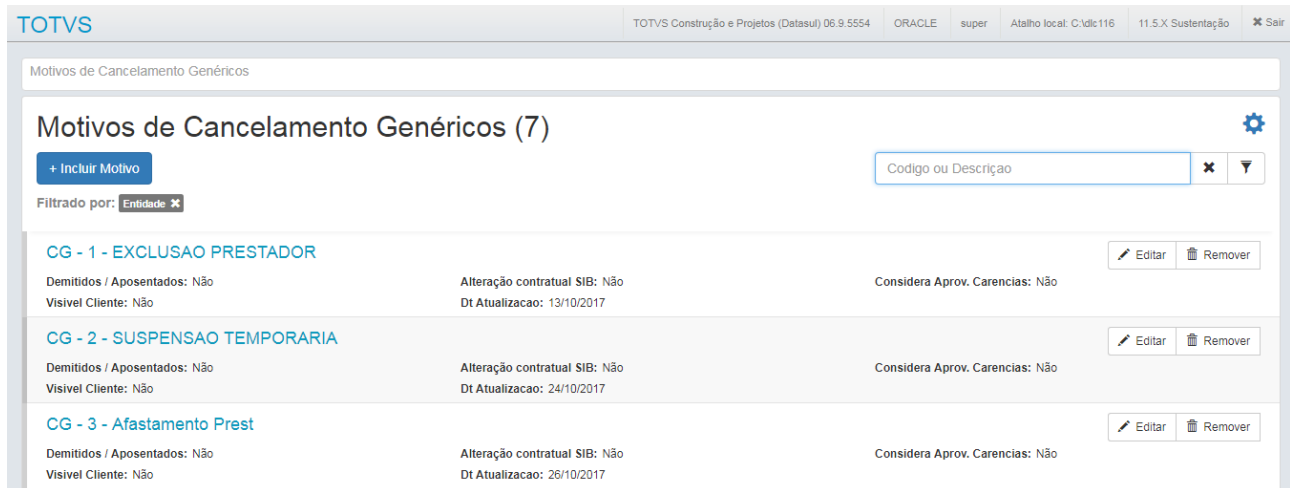 TOTVS
TOTVS Construção e Projetos (Datasul) 06.9.5554 ORACLE super Atalho local: C:\dlc116 11.5.X Sustentação ✖ Sair
Motivos de Cancelamento Genéricos
Motivos de Cancelamento Genéricos (7)
+ Incluir Motivo
Codigo ou Descriçao
Filtrado por: Entidade ✖
CG - 1 - EXCLUSAO PRESTADOR
Editar Remover
Demitidos / Aposentados: Não Alteração contratual SIB: Não Considera Aprov. Carencias: Não
Visivel Cliente: Não Dt Atualizacao: 13/10/2017
CG - 2 - SUSPENSAO TEMPORARIA
Editar Remover
Demitidos / Aposentados: Não Alteração contratual SIB: Não Considera Aprov. Carencias: Não
Visivel Cliente: Não Dt Atualizacao: 24/10/2017
CG - 3 - Afastamento Prest
Editar Remover
Demitidos / Aposentados: Não Alteração contratual SIB: Não Considera Aprov. Carencias: Não
Visivel Cliente: Não Dt Atualizacao: 26/10/2017